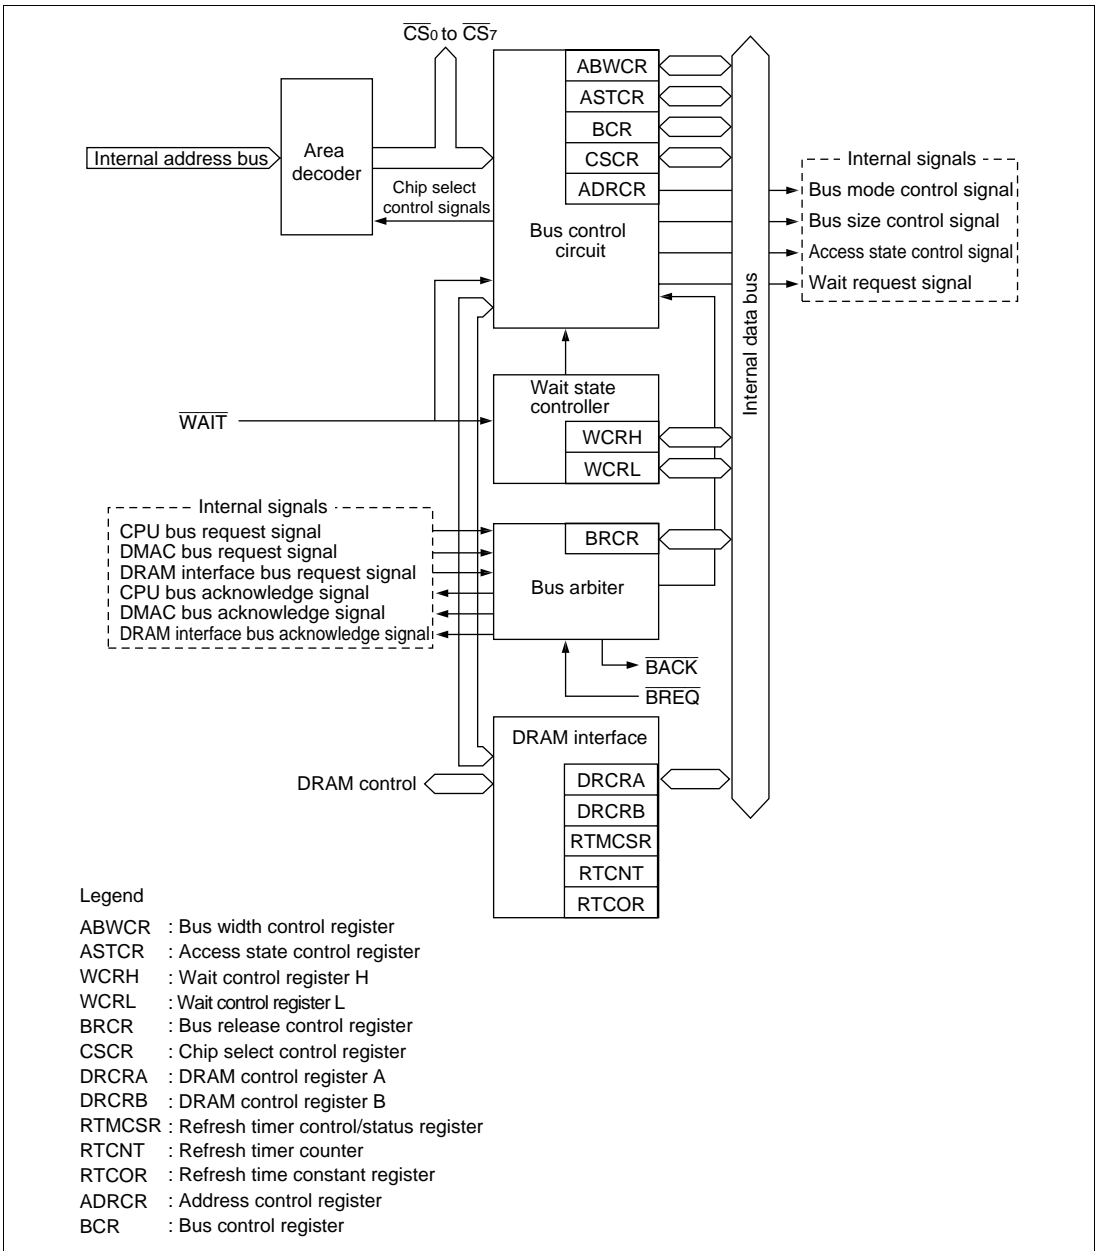 CS0 to CS7
ABWCR
ASTCR
BCR
CSCR
ADRCR
Internal address bus
Area
decoder
Chip select
control signals
Bus control
circuit
Internal data bus
Internal signals
Bus mode control signal
Bus size control signal
Access state control signal
Wait request signal
WAIT
Wait state
controller
WCRH
WCRL
Internal signals
CPU bus request signal
DMAC bus request signal
DRAM interface bus request signal
CPU bus acknowledge signal
DMAC bus acknowledge signal
DRAM interface bus acknowledge signal
BRCR
Bus arbiter
BACK
BREQ
DRAM interface
DRAM control
DRCRA
DRCRB
RTMCSR
RTCNT
RTCOR
Legend
ABWCR : Bus width control register
ASTCR : Access state control register
WCRH : Wait control register H
WCRL : Wait control register L
BRCR : Bus release control register
CSCR : Chip select control register
DRCRA : DRAM control register A
DRCRB : DRAM control register B
RTMCSR : Refresh timer control/status register
RTCNT : Refresh timer counter
RTCOR : Refresh time constant register
ADRCR : Address control register
BCR : Bus control register